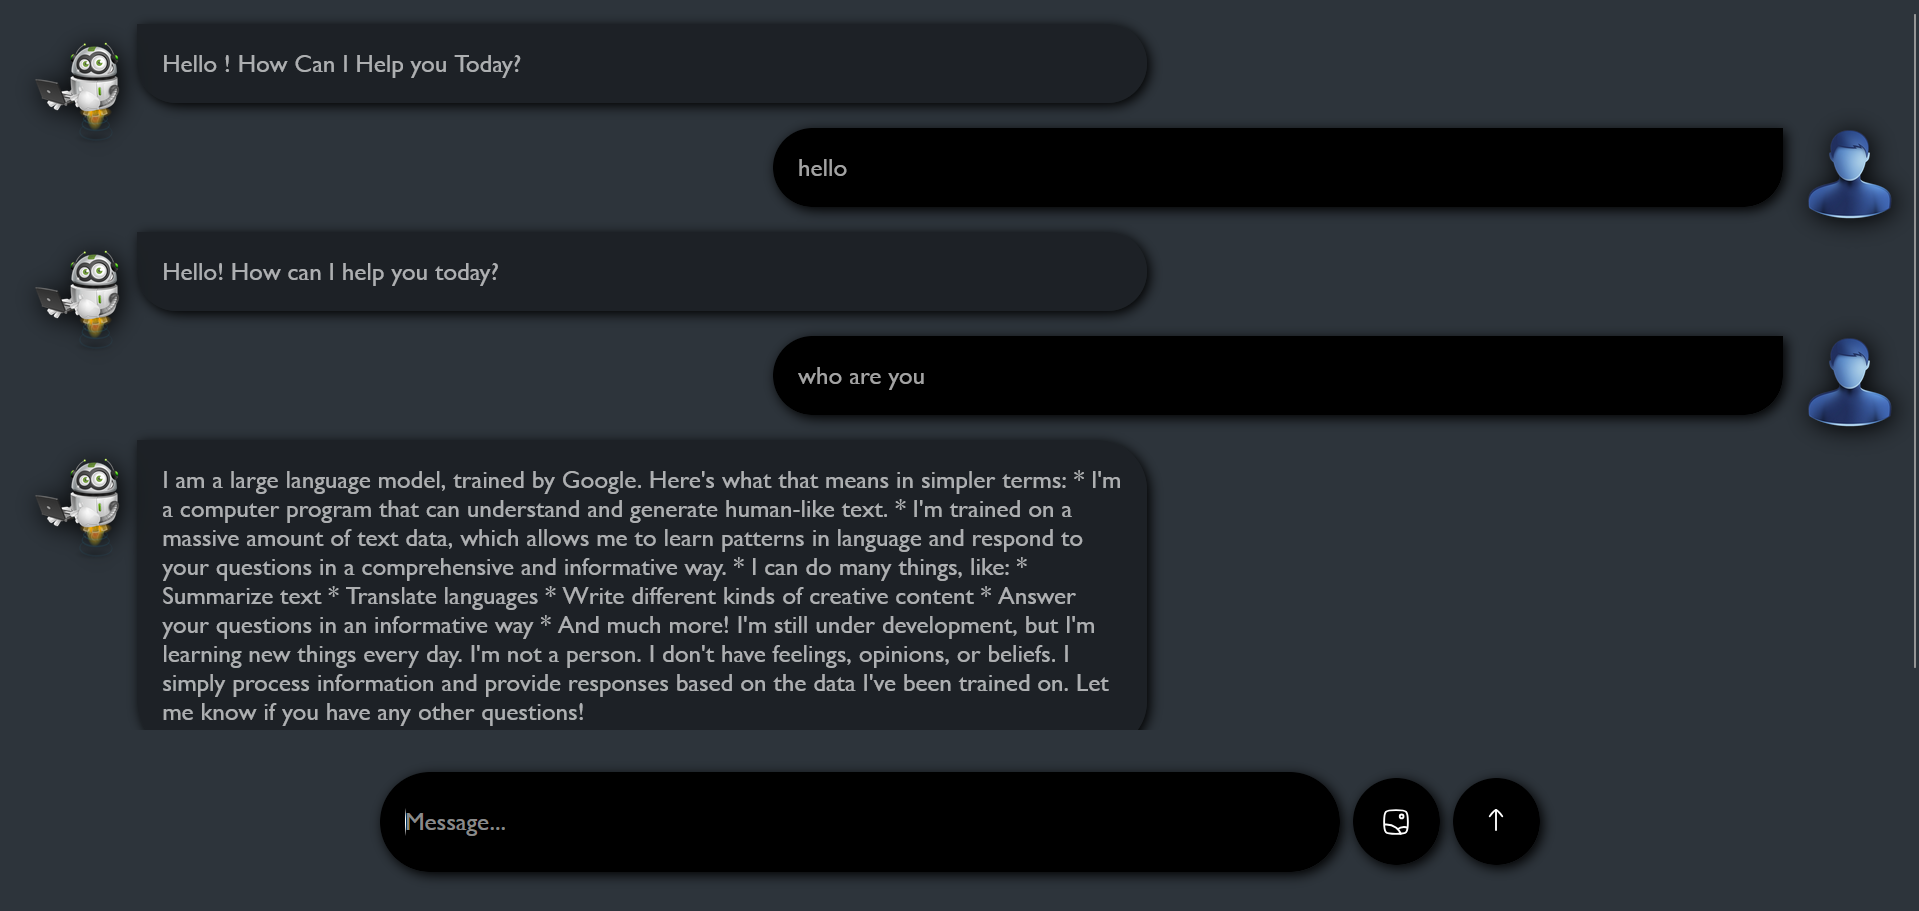 Hello ! How Can I Help you Today?
hello
Hello! How can I help you today?
who are you
I am a large language model, trained by Google. Here's what that means in simpler terms: * I'm
a computer program that can understand and generate human-like text. * I'm trained on a
massive amount of text data, which allows me to learn patterns in language and respond to
your questions in a comprehensive and informative way. * I can do many things, like: *
Summarize text * Translate languages * Write different kinds of creative content * Answer
your questions in an informative way * And much more! I'm still under development, but I'm
learning new things every day. I'm not a person. I don't have feelings, opinions, or beliefs. I
simply process information and provide responses based on the data I've been trained on. Let
me know if you have any other questions!
Message...